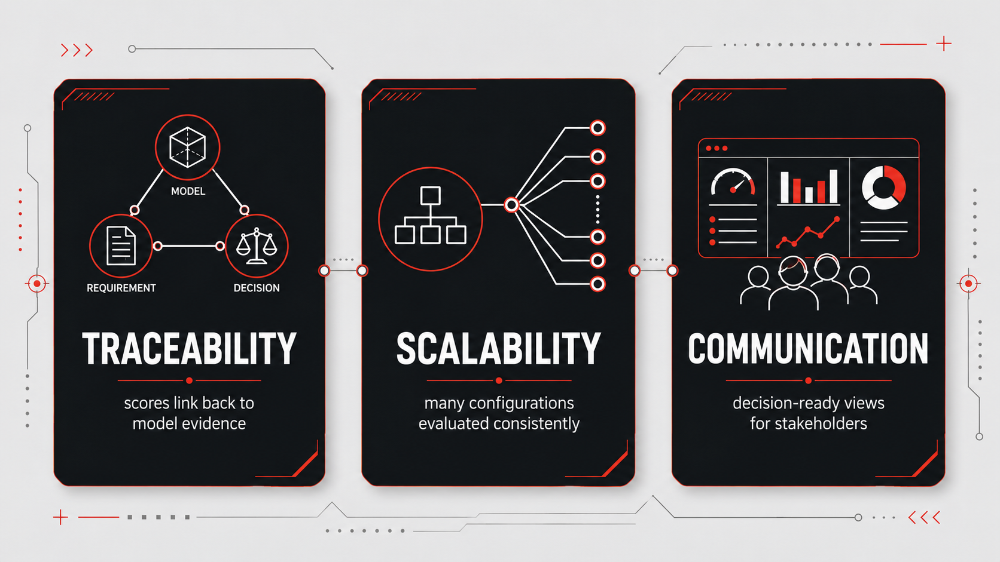 MODEL
REQUIREMENT
DECISION
TRACEABILITY
scores link back to
model evidence
SCALABILITY
many configurations
evaluated consistently
COMMUNICATION
decision-ready views
for stakeholders